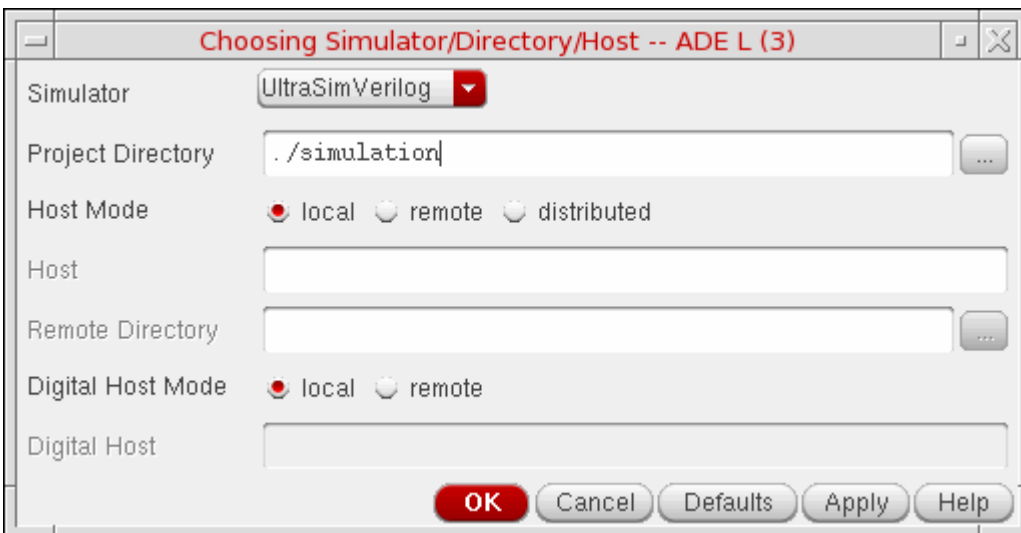 Choosing Simulator/Directory/Host -- ADE L (3)
Simulator UltraSimVerilog
Project Directory ./simulation ...
Host Mode local remote distributed
Host
Remote Directory ...
Digital Host Mode local remote
Digital Host
OK Cancel Defaults Apply Help